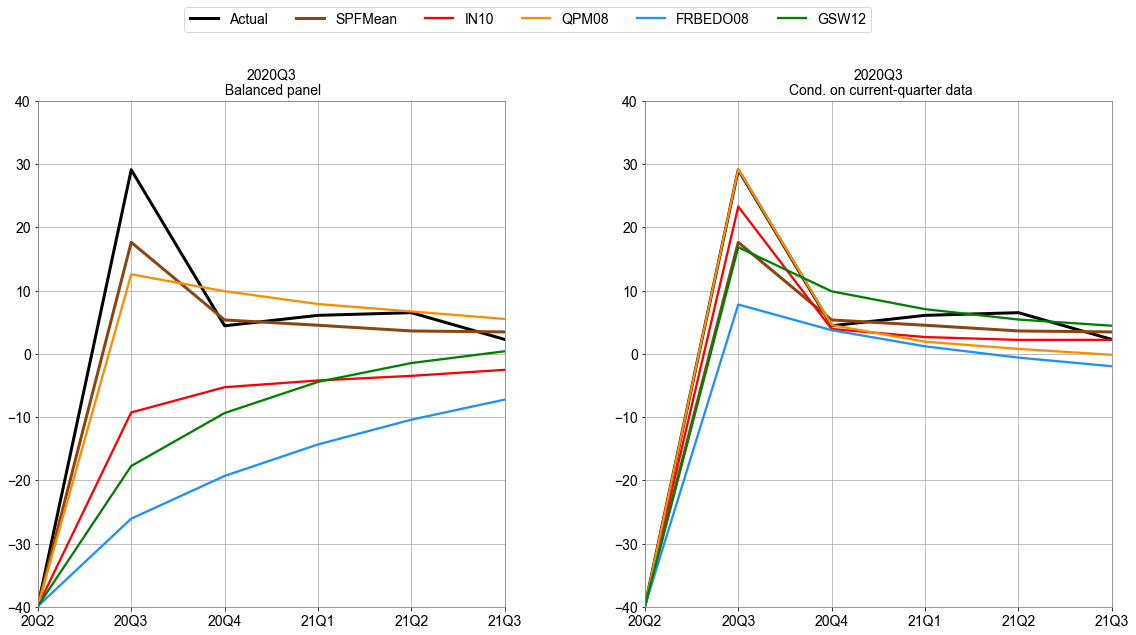 Actual SPFMean IN10 QPM08 FRBEDO08 GSW12
2020Q3
Balanced panel
40
30
20
10
0
−10
−20
−30
−40
20Q2 20Q3 20Q4 21Q1 21Q2 21Q3
2020Q3
Cond. on current-quarter data
40
30
20
10
0
−10
−20
−30
−40
20Q2 20Q3 20Q4 21Q1 21Q2 21Q3